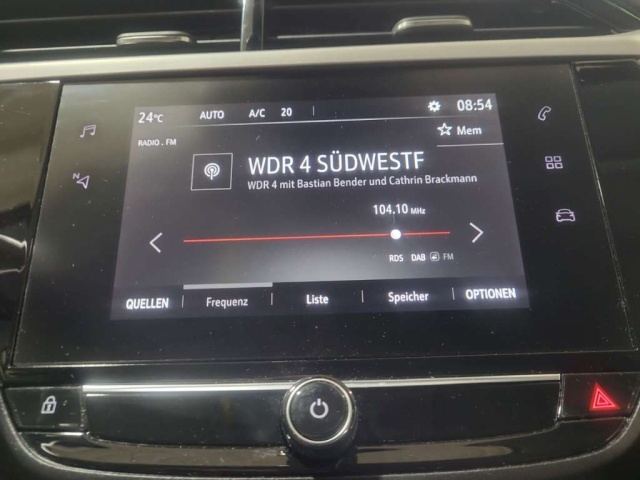 24°C AUTO A/C 20 08:54
RADIO . FM
Mem
WDR 4 SÜDWESTF
WDR 4 mit Bastian Bender und Cathrin Brackmann
104.10 MHz
RDS DAB FM
QUELLEN Frequenz Liste Speicher OPTIONEN
N